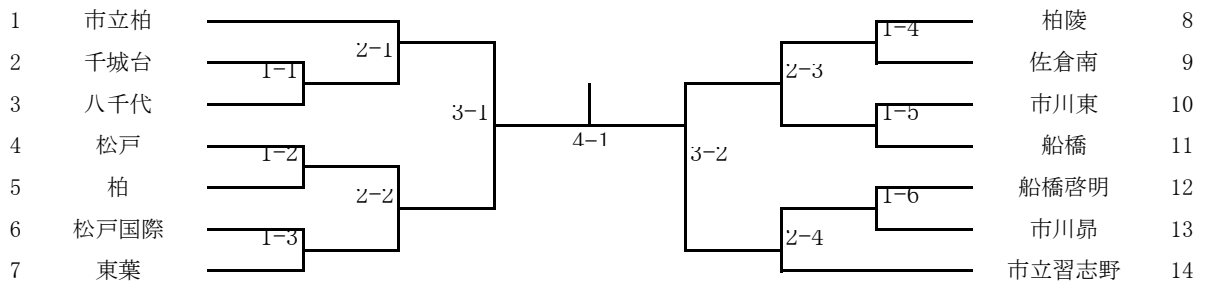 1 市立柏 柏陵 8
1-4
2-1
2 千城台 佐倉南 9
1-1 2-3
3 八千代 市川東 10
3-1 1-5
4 松戸 4-1 船橋 11
1-2 3-2
5 柏 船橋啓明 12
2-2 1-6
6 松戸国際 市川昴 13
1-3 2-4
7 東葉 市立習志野 14